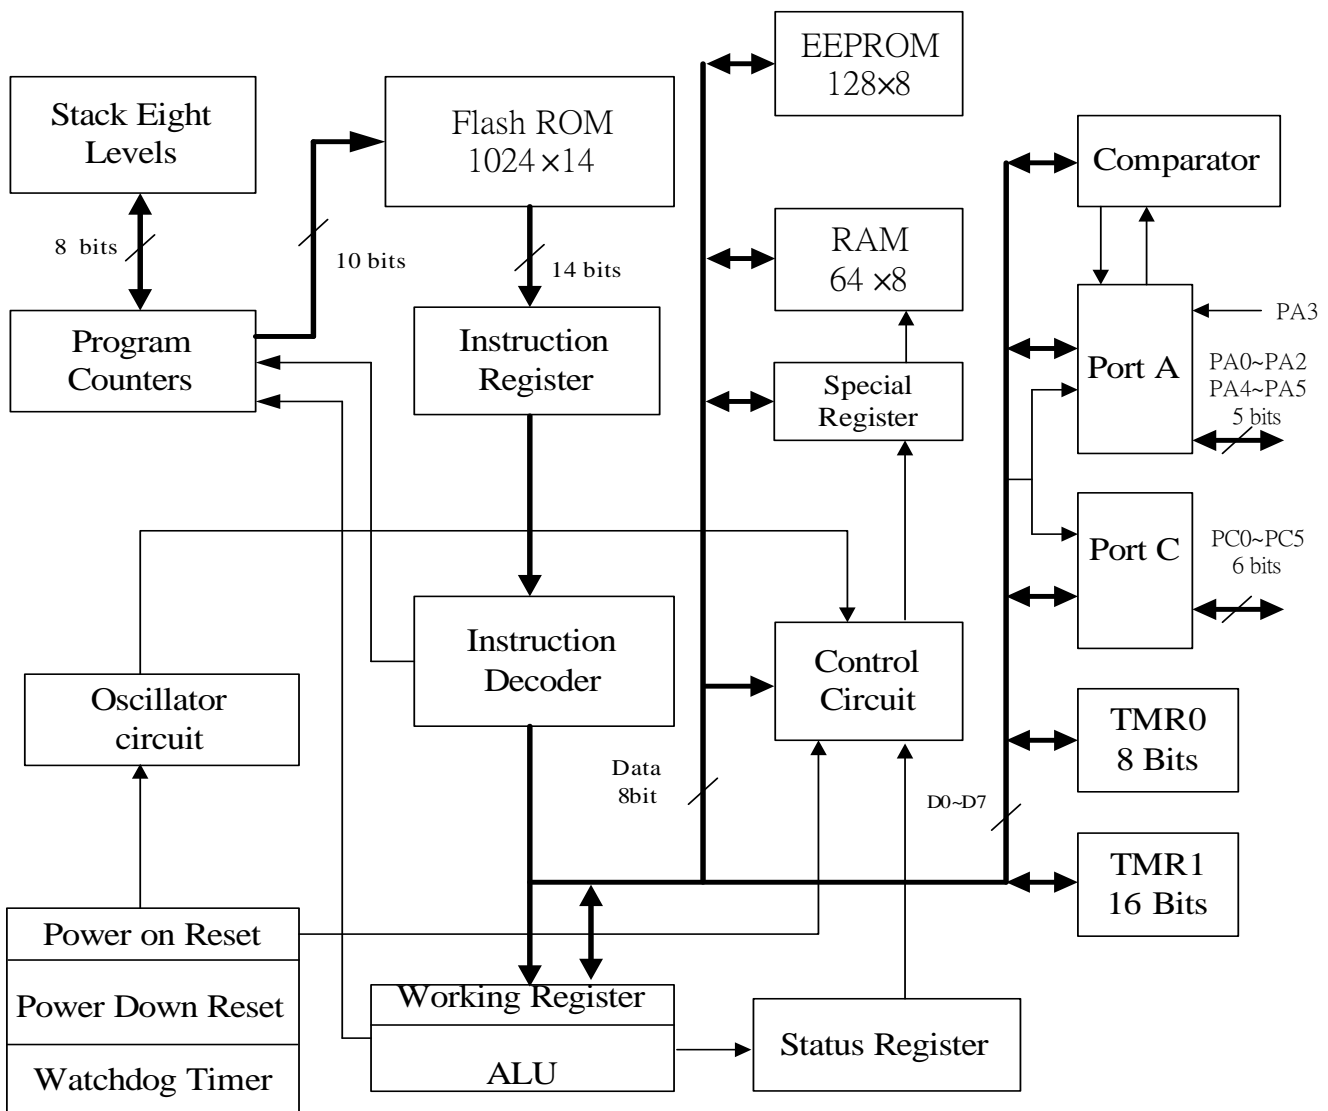 EEPROM
128×8
Stack Eight
Levels
Flash ROM
1024 ×14
Comparator
8 bits
10 bits
14 bits
RAM
64 ×8
Program
Counters
Instruction
Register
Special
Register
Port A
PA3
PA0~PA2
PA4~PA5
5 bits
Port C
PC0~PC5
6 bits
Instruction
Decoder
Control
Circuit
Oscillator
circuit
TMR0
8 Bits
Data
8bit
D0~D7
TMR1
16 Bits
Power on Reset
Power Down Reset
Watchdog Timer
Working Register
ALU
Status Register